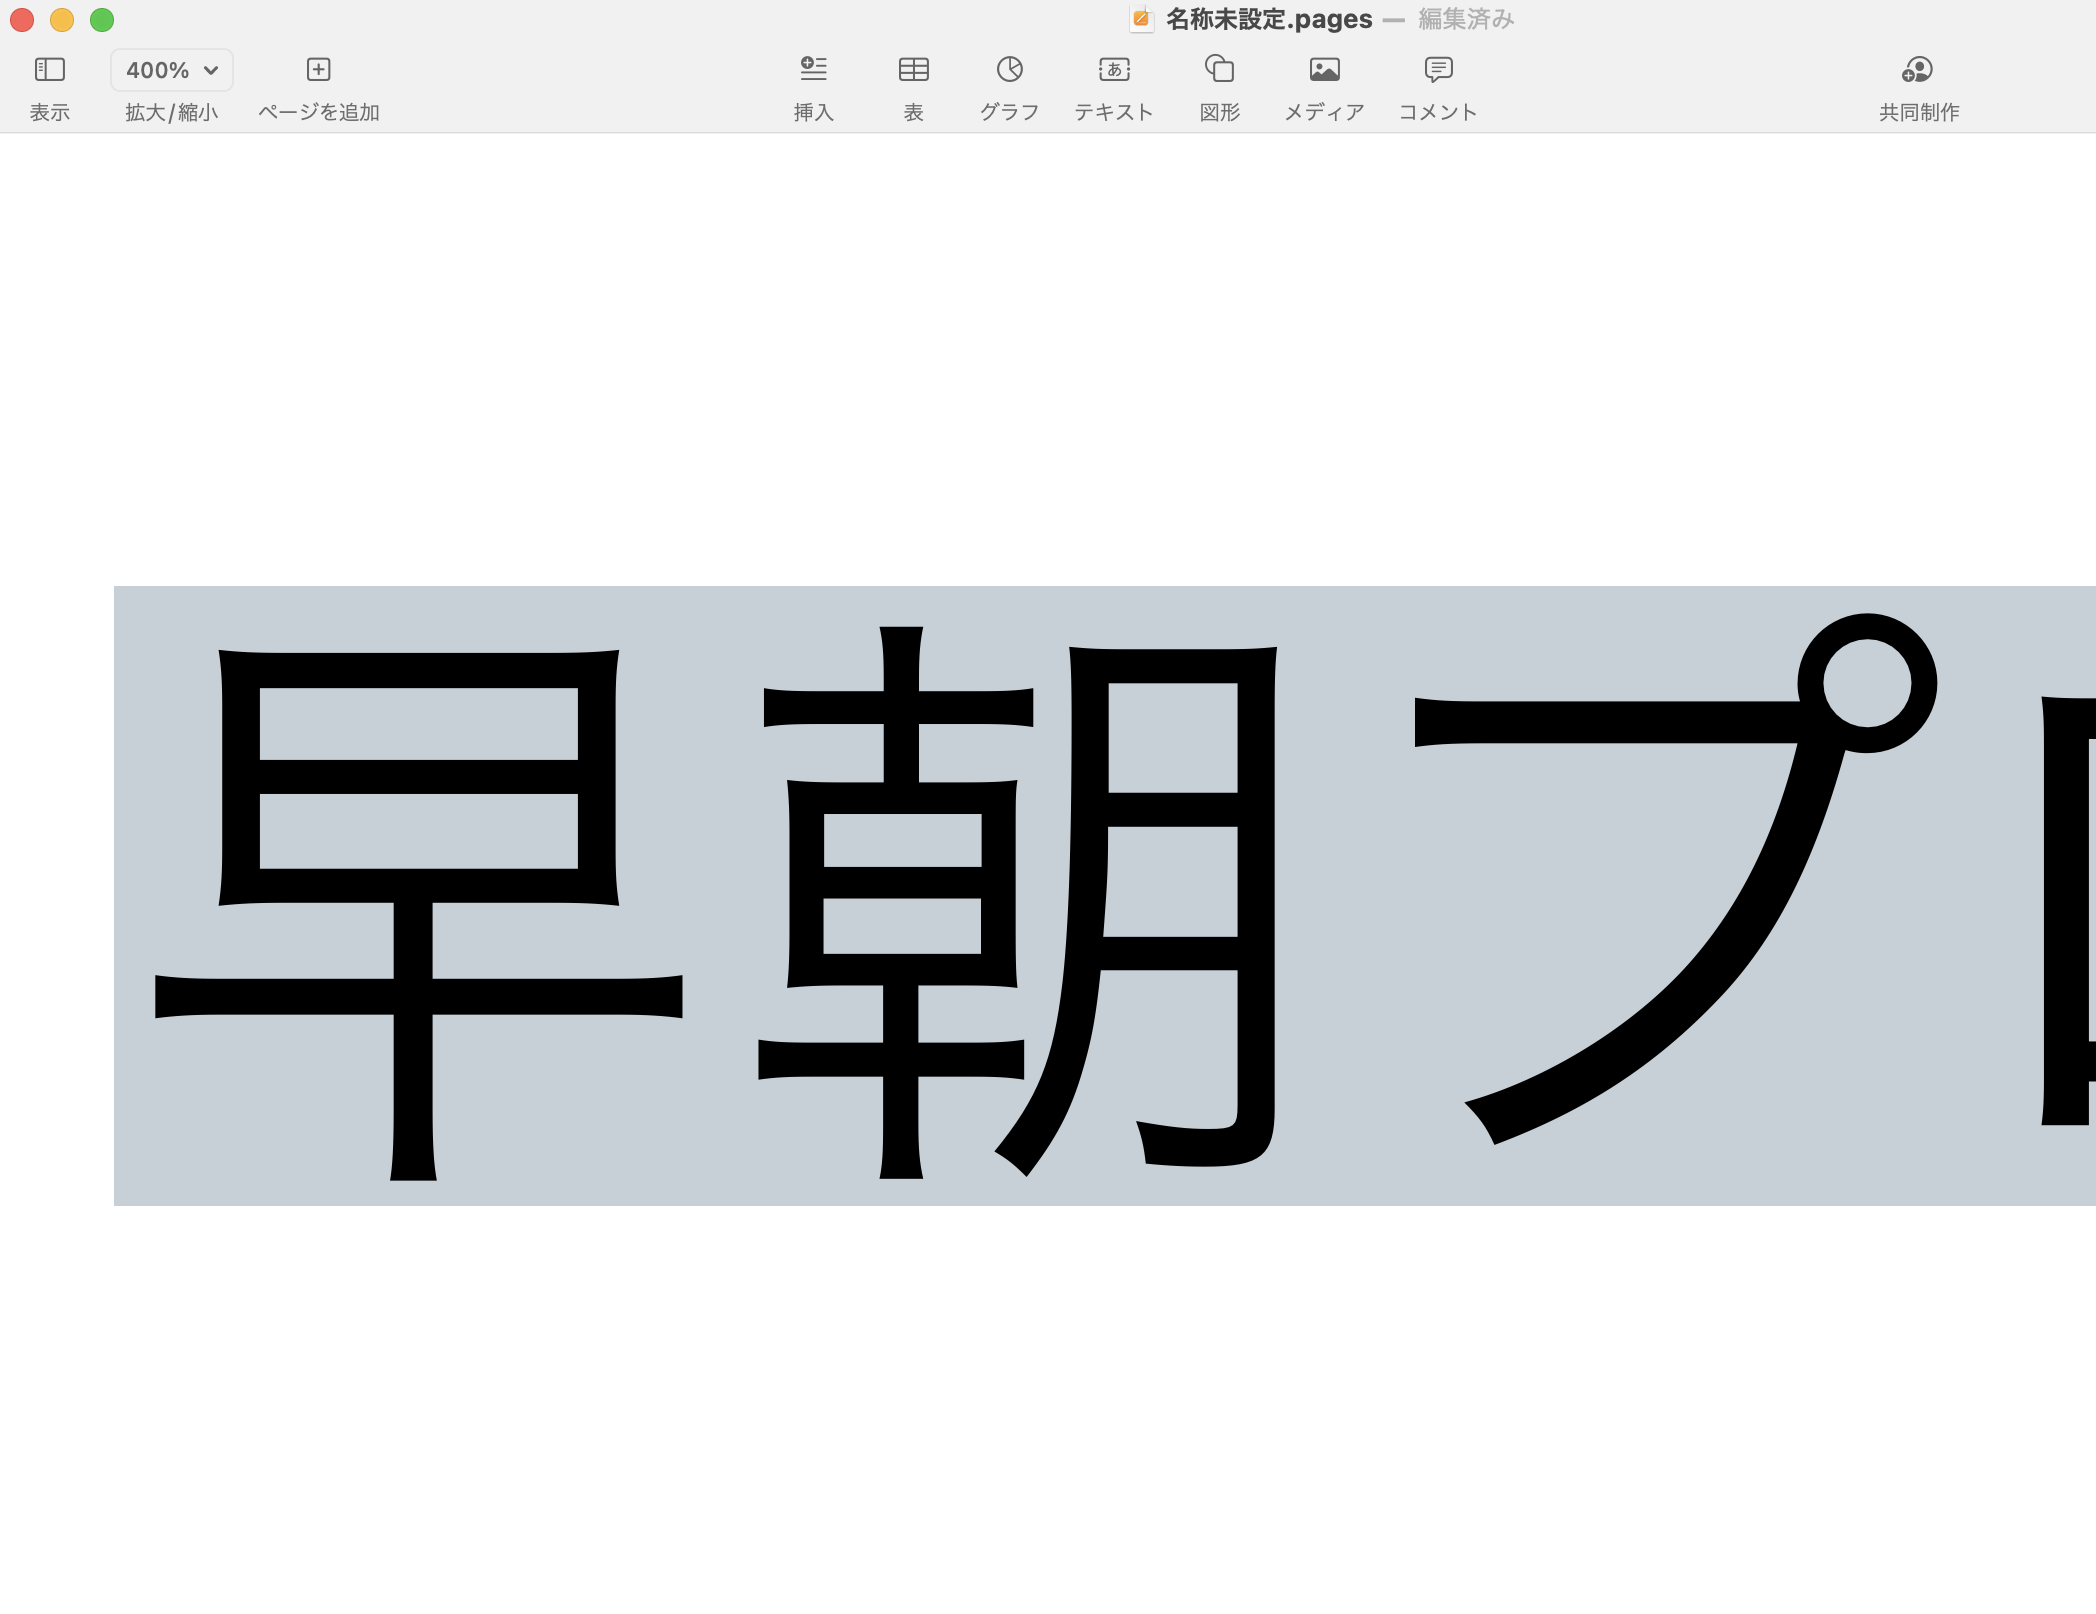 名称未設定.pages — 編集済み
400%
表示 拡大/縮小 ページを追加 挿入 表 グラフ テキスト 図形 メディア コメント 共同制作
早朝プ